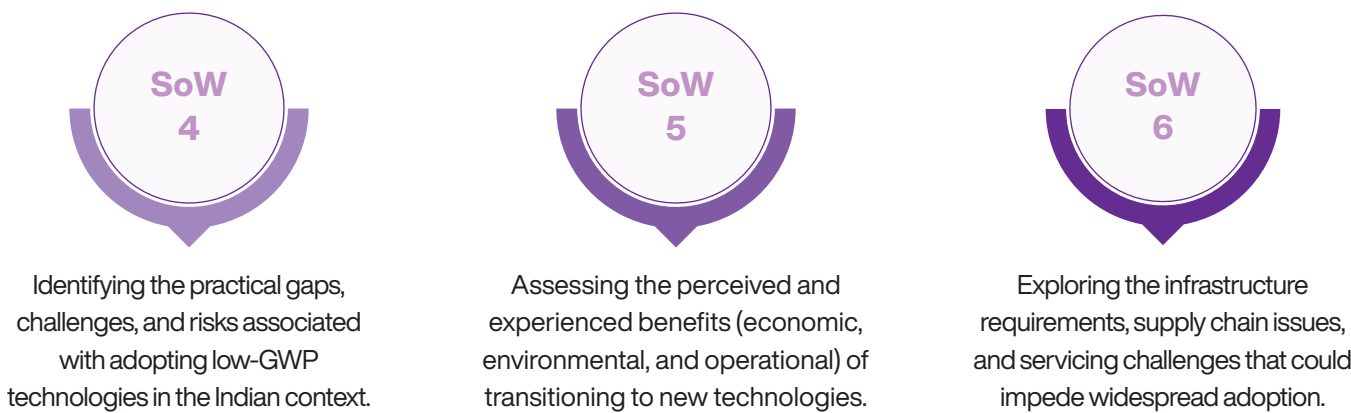 SoW
4
Identifying the practical gaps,
challenges, and risks associated
with adopting low-GWP
technologies in the Indian context.
SoW
5
Assessing the perceived and
experienced benefits (economic,
environmental, and operational) of
transitioning to new technologies.
SoW
6
Exploring the infrastructure
requirements, supply chain issues,
and servicing challenges that could
impede widespread adoption.